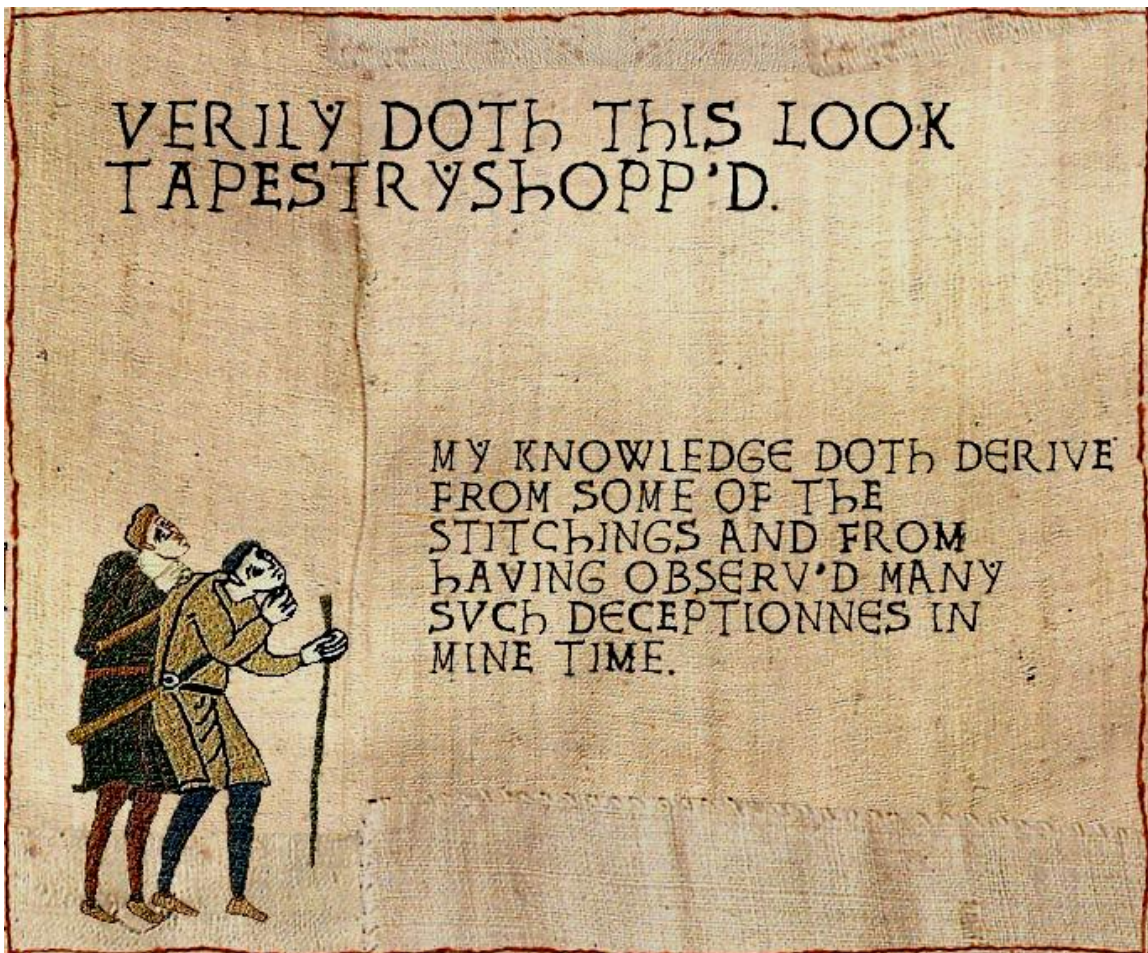 VERILY DOTh ThIS LOOK
TAPESTRYShOPP'D.
MY KNOWLEDGE DOTh DERIVE
FROM SOME OF ThE
STITChINGS AND FROM
hAVING OBSERV'D MANY
SVCh DECEPTIONNES IN
MINE TIME.